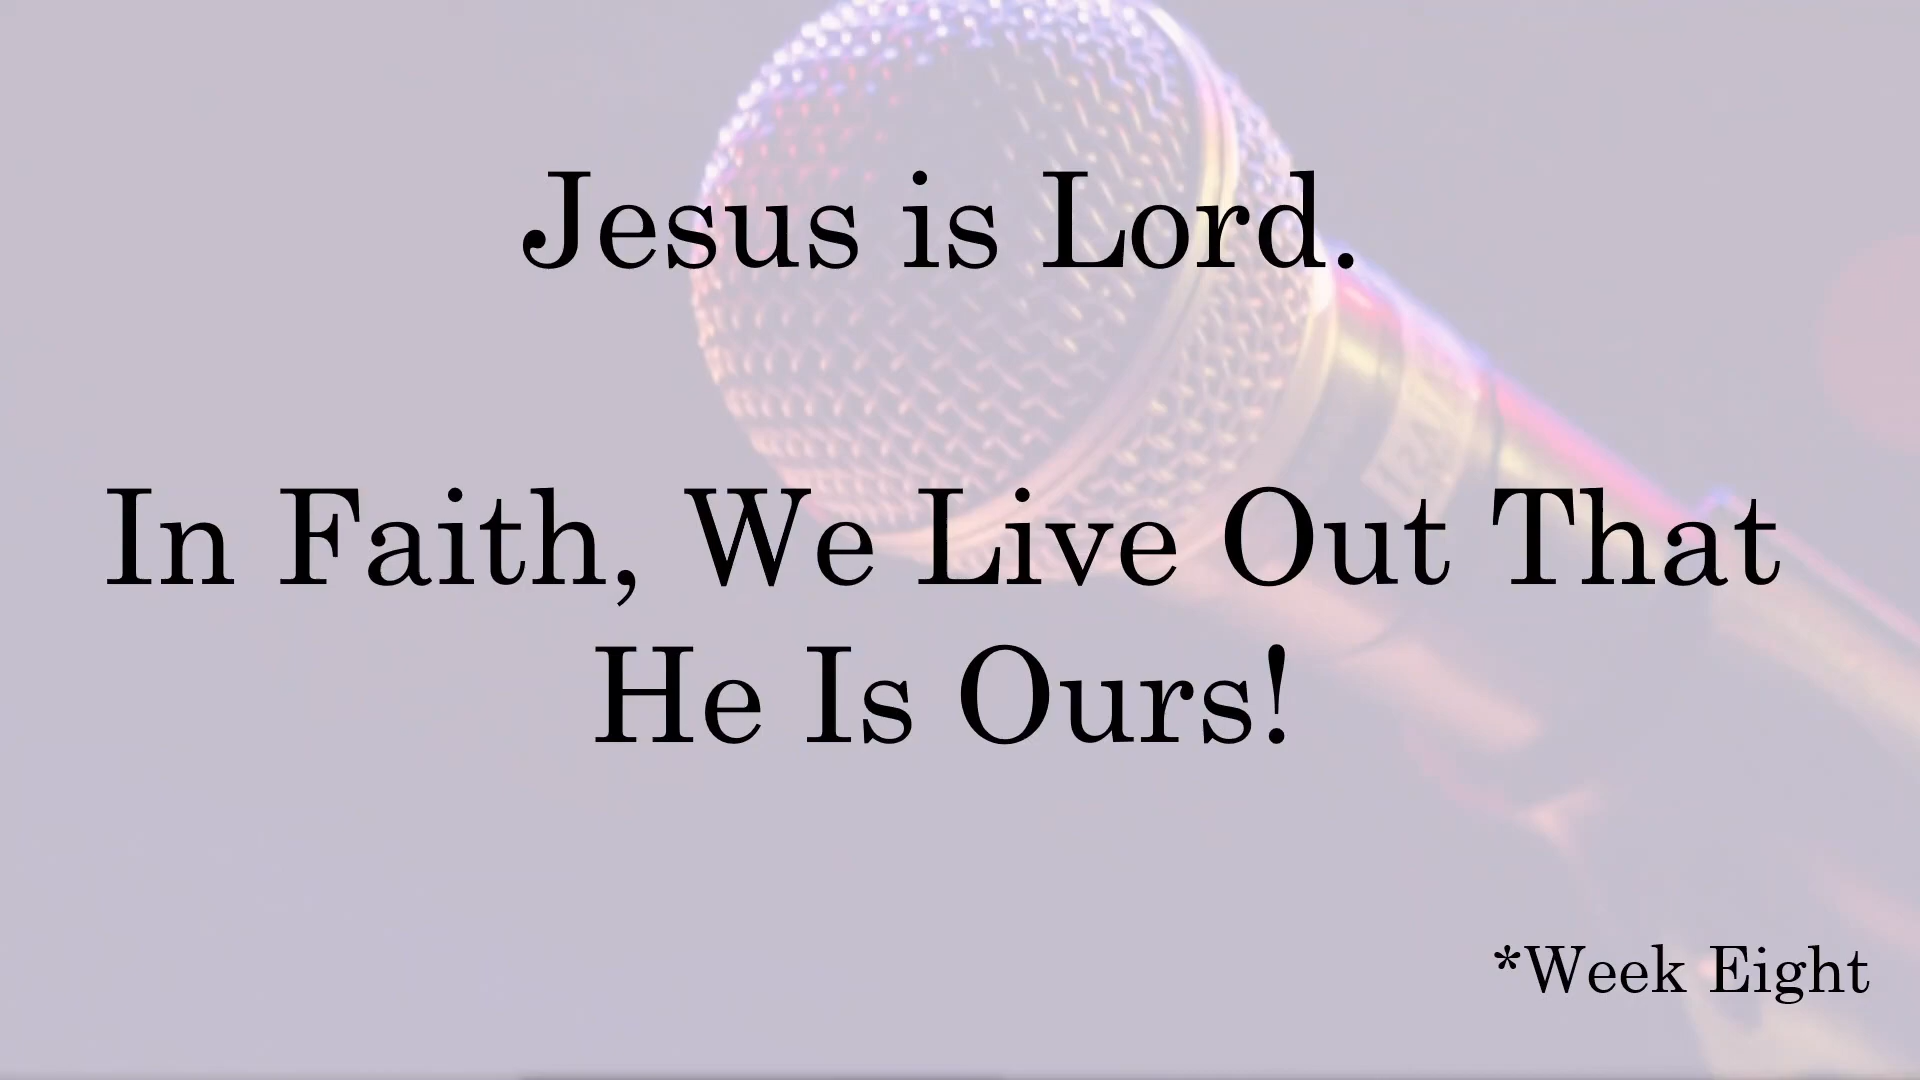 Jesus is Lord.
In Faith, We Live Out That
He Is Ours!
*Week Eight